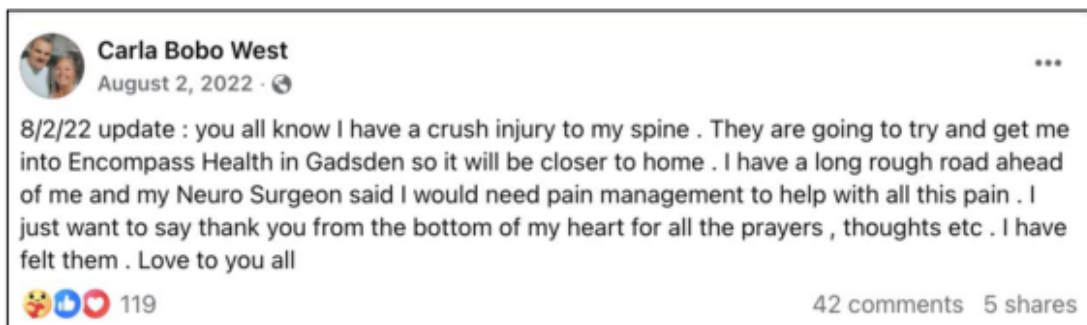 Carla Bobo West
August 2, 2022 ·
8/2/22 update : you all know I have a crush injury to my spine . They are going to try and get me
into Encompass Health in Gadsden so it will be closer to home . I have a long rough road ahead
of me and my Neuro Surgeon said I would need pain management to help with all this pain . I
just want to say thank you from the bottom of my heart for all the prayers , thoughts etc . I have
felt them . Love to you all
119 42 comments 5 shares